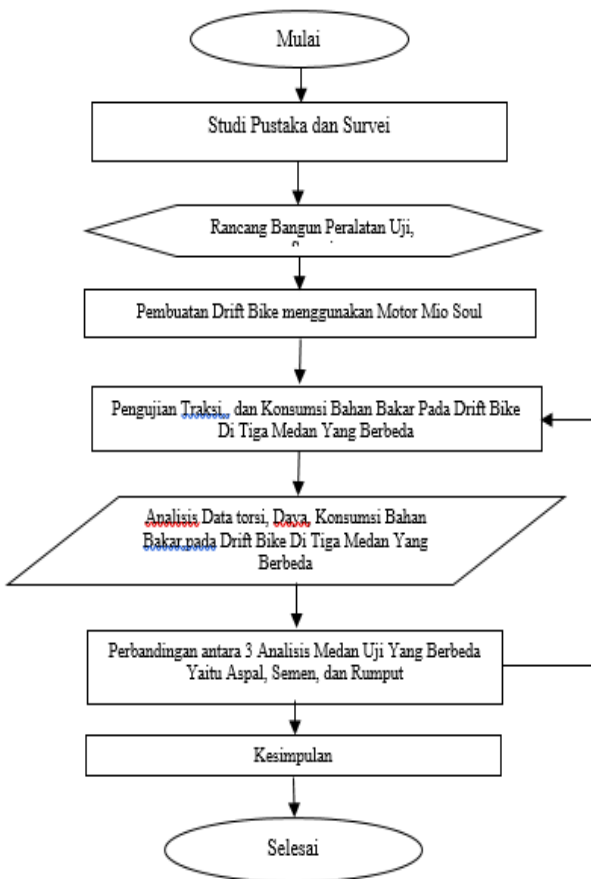 Mulai
Studi Pustaka dan Survei
Rancang Bangun Peralatan Uji,
Pembuatan Drift Bike menggunakan Motor Mio Soul
Pengujian Traksi, dan Konsumsi Bahan Bakar Pada Drift Bike
Di Tiga Medan Yang Berbeda
Analisis Data torsi, Daya, Konsumsi Bahan
Bakar pada Drift Bike Di Tiga Medan Yang
Berbeda
Perbandingan antara 3 Analisis Medan Uji Yang Berbeda
Yaitu Aspal, Semen, dan Rumput
Kesimpulan
Selesai